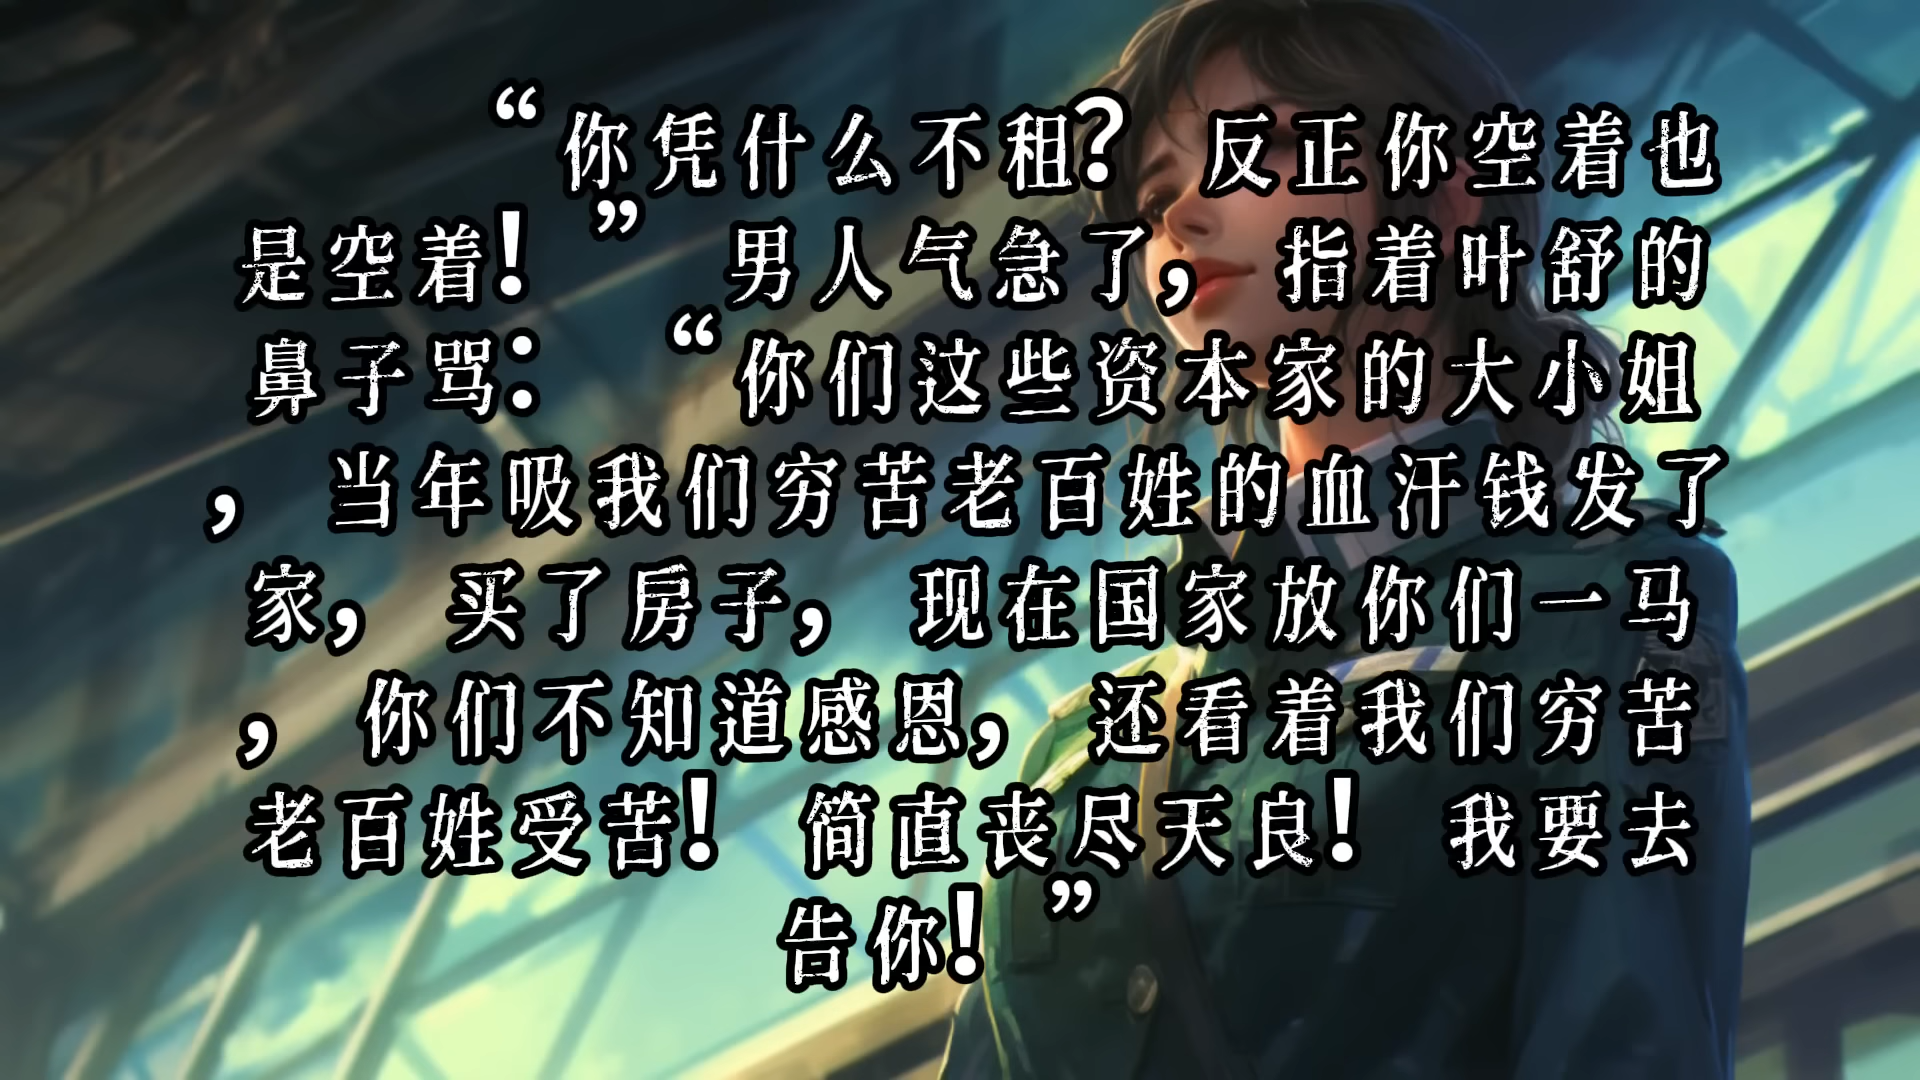 “你凭什么不租？反正你空着也
是空着！”男人气急了，指着叶舒的
鼻子骂：“你们这些资本家的大小姐
，当年吸我们穷苦老百姓的血汗钱发了
家，买了房子，现在国家放你们一马
，你们不知道感恩，还看着我们穷苦
老百姓受苦！简直丧尽天良！我要去
告你！”